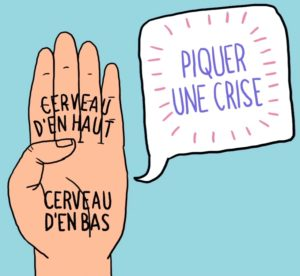 CERVEAU
D'EN HAUT
CERVEAU
D'EN BAS
PIQUER
UNE CRISE